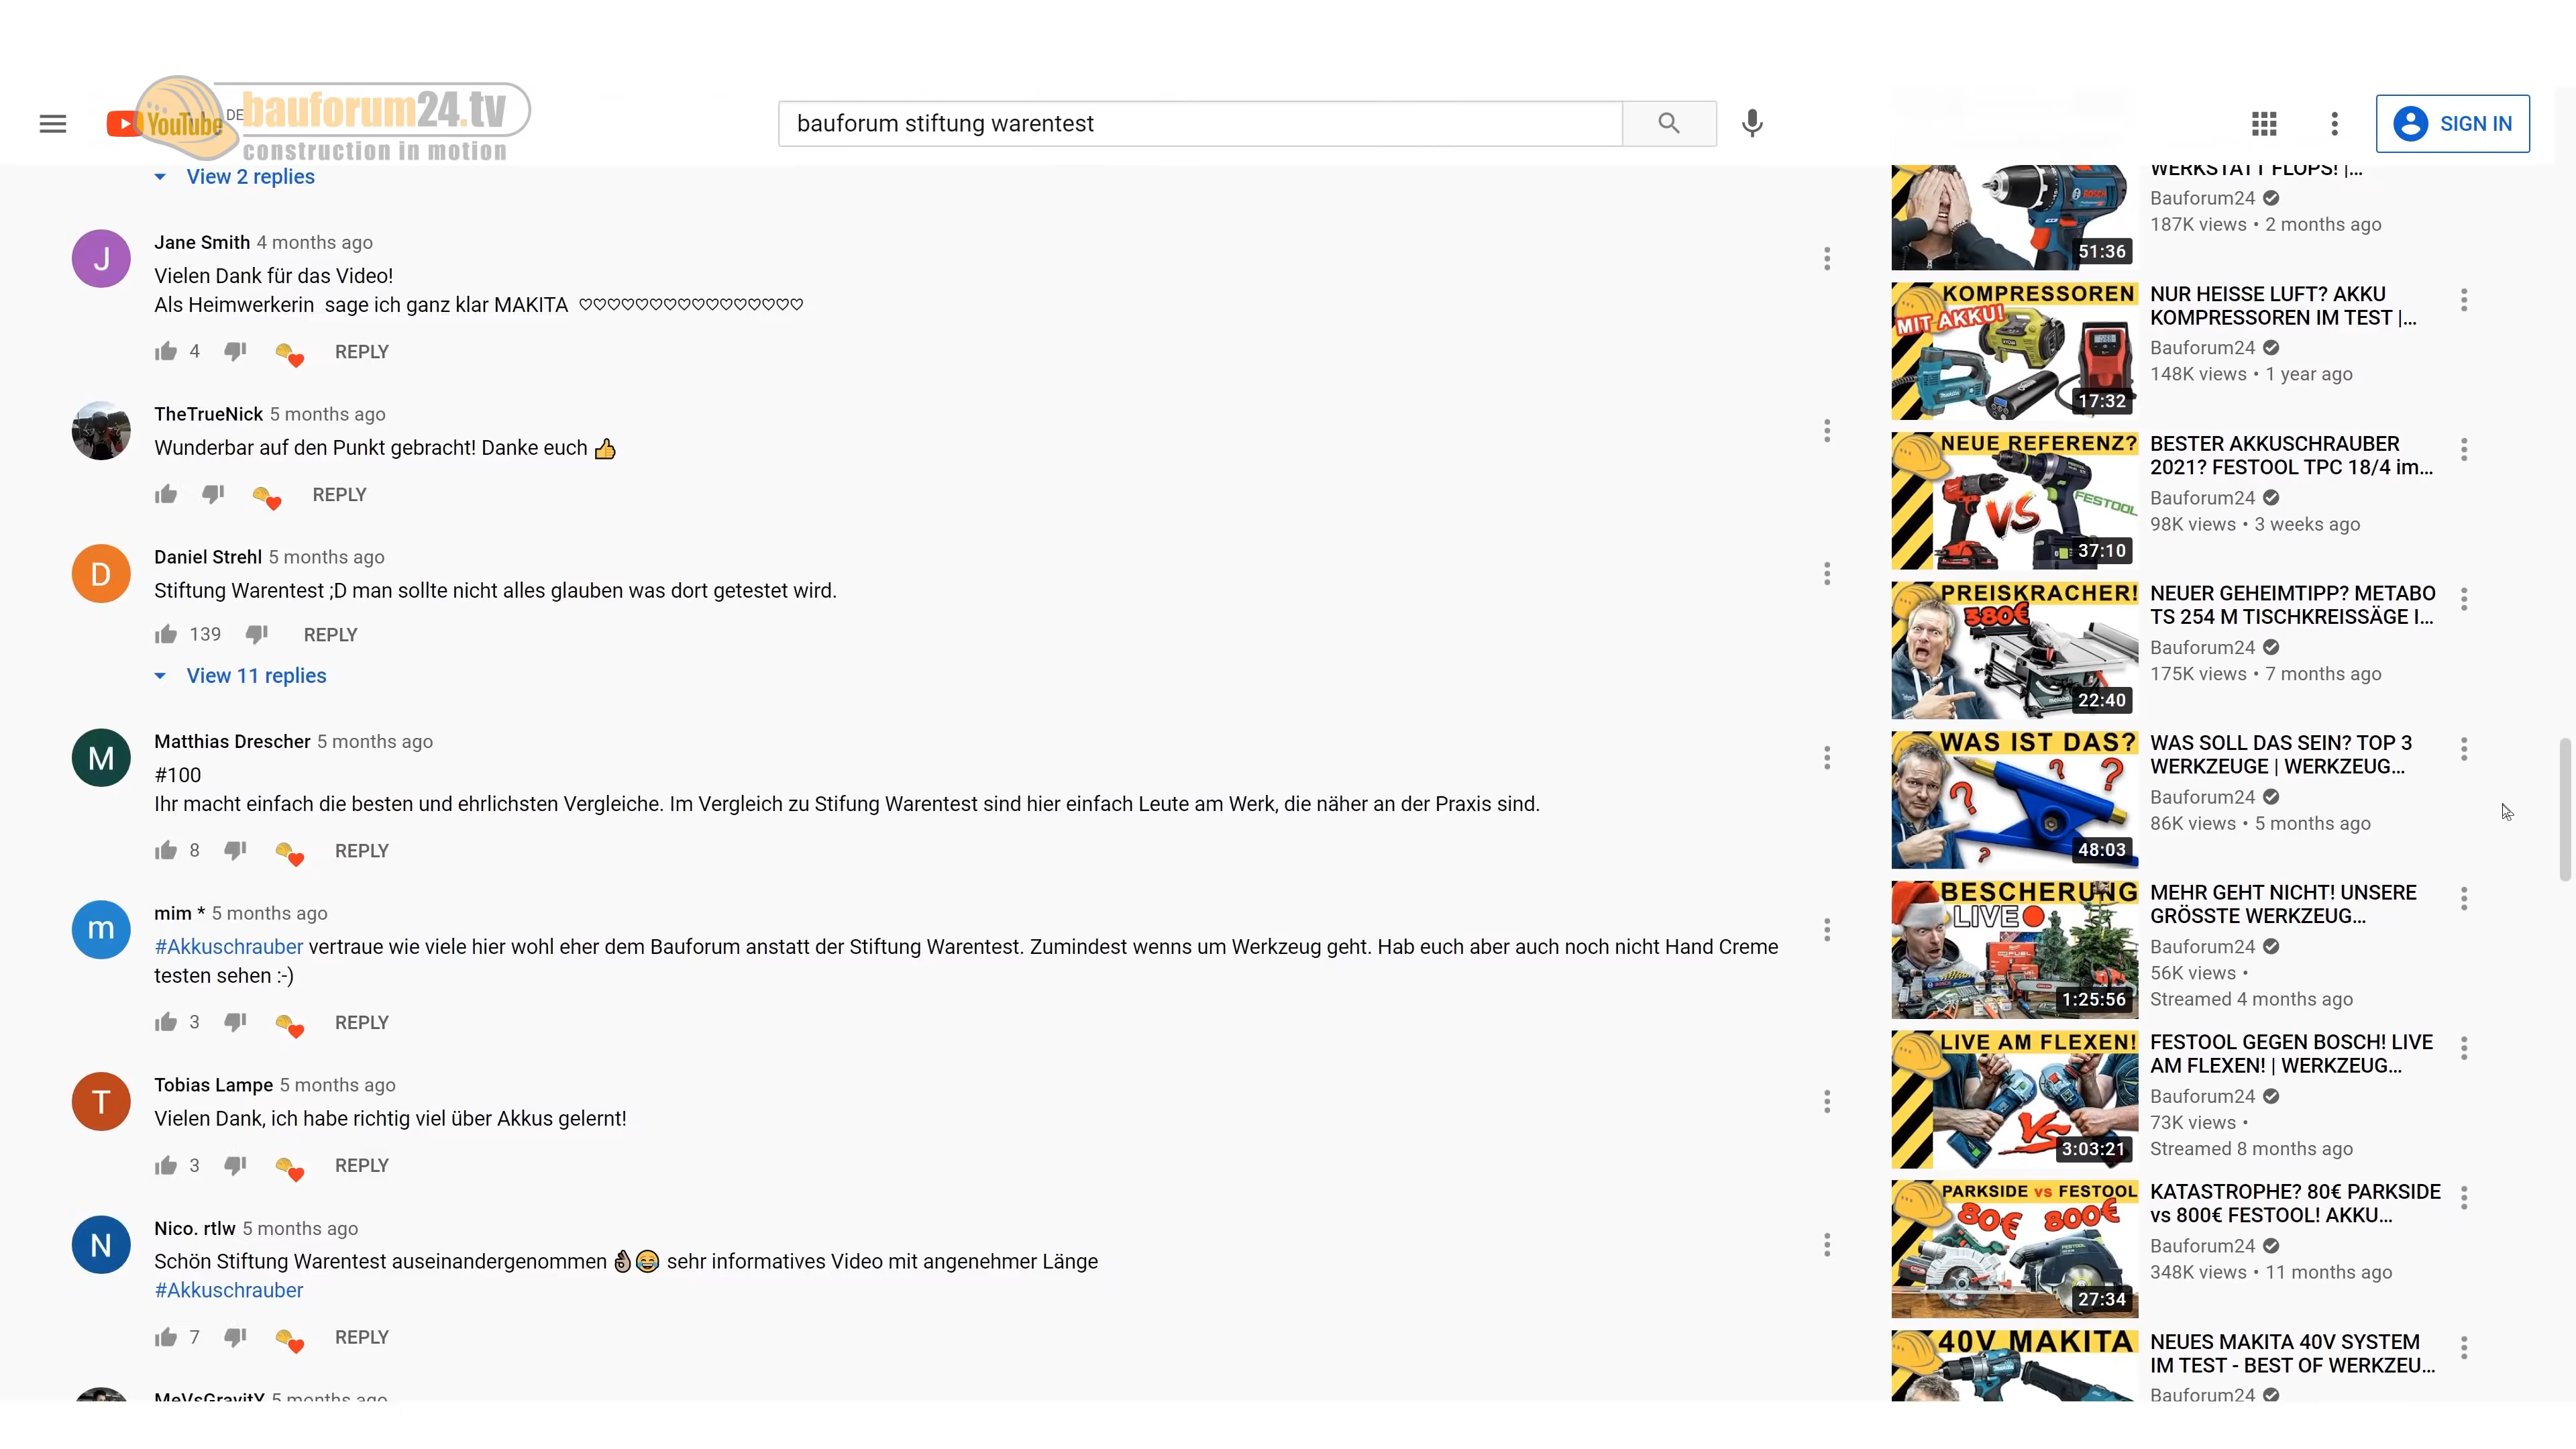 YouTube
DE
bauforum24.tv
construction in motion
bauforum stiftung warentest
SIGN IN
View 2 replies
Jane Smith 4 months ago
Vielen Dank für das Video!
Als Heimwerkerin sage ich ganz klar MAKITA ♡♡♡♡♡♡♡♡♡♡♡♡♡♡♡♡
4
REPLY
TheTrueNick 5 months ago
Wunderbar auf den Punkt gebracht! Danke euch 👍
REPLY
D
Daniel Strehl 5 months ago
Stiftung Warentest ;D man sollte nicht alles glauben was dort getestet wird.
139
REPLY
View 11 replies
M
Matthias Drescher 5 months ago
#100
Ihr macht einfach die besten und ehrlichsten Vergleiche. Im Vergleich zu Stifung Warentest sind hier einfach Leute am Werk, die näher an der Praxis sind.
8
REPLY
m
mim * 5 months ago
#Akkuschrauber vertraue wie viele hier wohl eher dem Bauforum anstatt der Stiftung Warentest. Zumindest wenns um Werkzeug geht. Hab euch aber auch noch nicht Hand Creme
testen sehen :-)
3
REPLY
T
Tobias Lampe 5 months ago
Vielen Dank, ich habe richtig viel über Akkus gelernt!
3
REPLY
N
Nico. rtlw 5 months ago
Schön Stiftung Warentest auseinandergenommen 👌😂 sehr informatives Video mit angenehmer Länge
#Akkuschrauber
7
REPLY
MeVsGravitY 5 months ago
J
WERKSTATT FLOPS! |...
Bauforum24
187K views • 2 months ago
BOSCH
51:36
KOMPRESSOREN
MIT AKKU!
17:32
NUR HEISSE LUFT? AKKU
KOMPRESSOREN IM TEST |...
Bauforum24
148K views • 1 year ago
NEUE REFERENZ?
VS
FESTOOL
37:10
BESTER AKKUSCHRAUBER
2021? FESTOOL TPC 18/4 im...
Bauforum24
98K views • 3 weeks ago
PREISKRACHER!
380€
22:40
NEUER GEHEIMTIPP? METABO
TS 254 M TISCHKREISSÄGE I...
Bauforum24
175K views • 7 months ago
WAS IST DAS?
? ? ? ?
48:03
WAS SOLL DAS SEIN? TOP 3
WERKZEUGE | WERKZEUG...
Bauforum24
86K views • 5 months ago
BESCHERUNG
LIVE
1:25:56
MEHR GEHT NICHT! UNSERE
GRÖSSTE WERKZEUG...
Bauforum24
56K views •
Streamed 4 months ago
LIVE AM FLEXEN!
VS
3:03:21
FESTOOL GEGEN BOSCH! LIVE
AM FLEXEN! | WERKZEUG...
Bauforum24
73K views •
Streamed 8 months ago
PARKSIDE vs FESTOOL
80€ 800€
27:34
KATASTROPHE? 80€ PARKSIDE
vs 800€ FESTOOL! AKKU...
Bauforum24
348K views • 11 months ago
40V MAKITA
NEUES MAKITA 40V SYSTEM
IM TEST - BEST OF WERKZEU...
Bauforum24